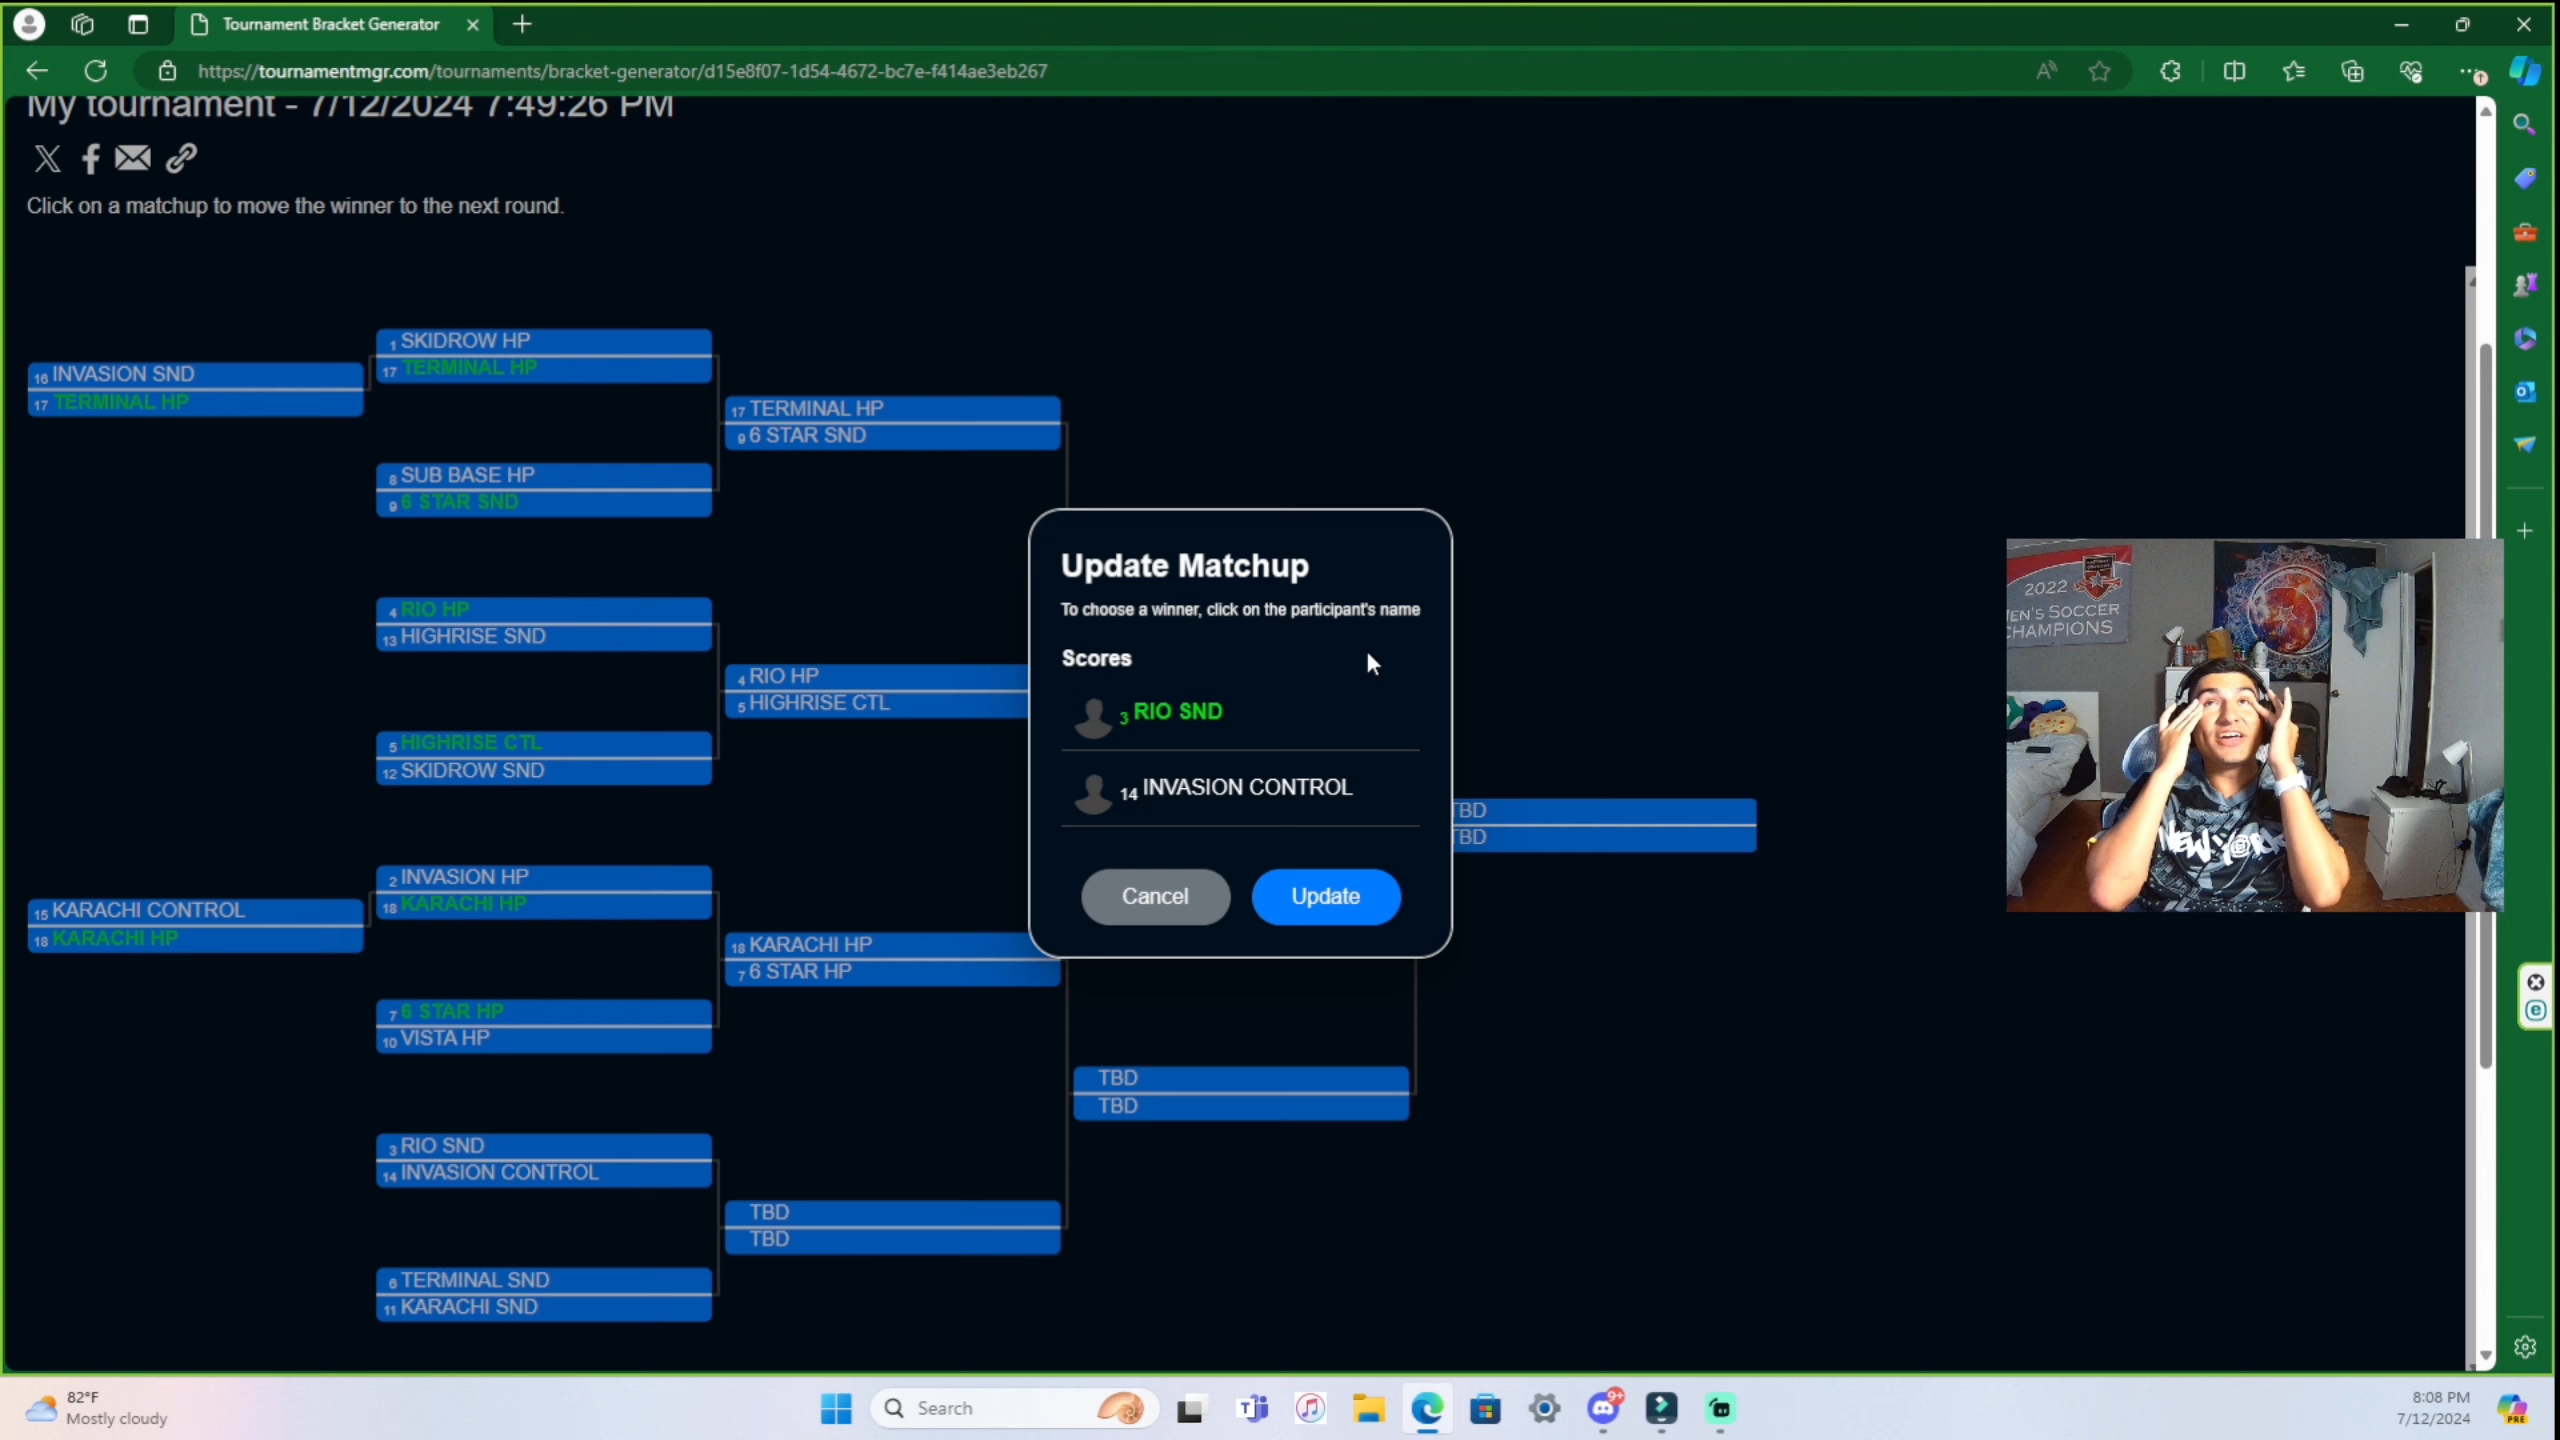 Tournament Bracket Generator
https://tournamentmgr.com/tournaments/bracket-generator/d15e8f07-1d54-4672-bc7e-f414ae3eb267
My tournament - 7/12/2024 7:49:26 PM
Click on a matchup to move the winner to the next round.
16 INVASION SND
17 TERMINAL HP
1 SKIDROW HP
17 TERMINAL HP
8 SUB BASE HP
9 6 STAR SND
17 TERMINAL HP
9 6 STAR SND
4 RIO HP
13 HIGHRISE SND
5 HIGHRISE CTL
12 SKIDROW SND
4 RIO HP
5 HIGHRISE CTL
15 KARACHI CONTROL
18 KARACHI HP
2 INVASION HP
18 KARACHI HP
7 6 STAR HP
10 VISTA HP
18 KARACHI HP
7 6 STAR HP
3 RIO SND
14 INVASION CONTROL
6 TERMINAL SND
11 KARACHI SND
TBD
TBD
TBD
TBD
TBD
TBD
Update Matchup
To choose a winner, click on the participant's name
Scores
3 RIO SND
14 INVASION CONTROL
Cancel
Update
2022
EN'S SOCCER
CHAMPIONS
NEW YORK
82°F
Mostly cloudy
Search
9+
PRE
8:08 PM
7/12/2024